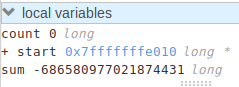 local variables
count 0 long
+ start 0x7fffffffe010 long *
sum -686580977021874431 long